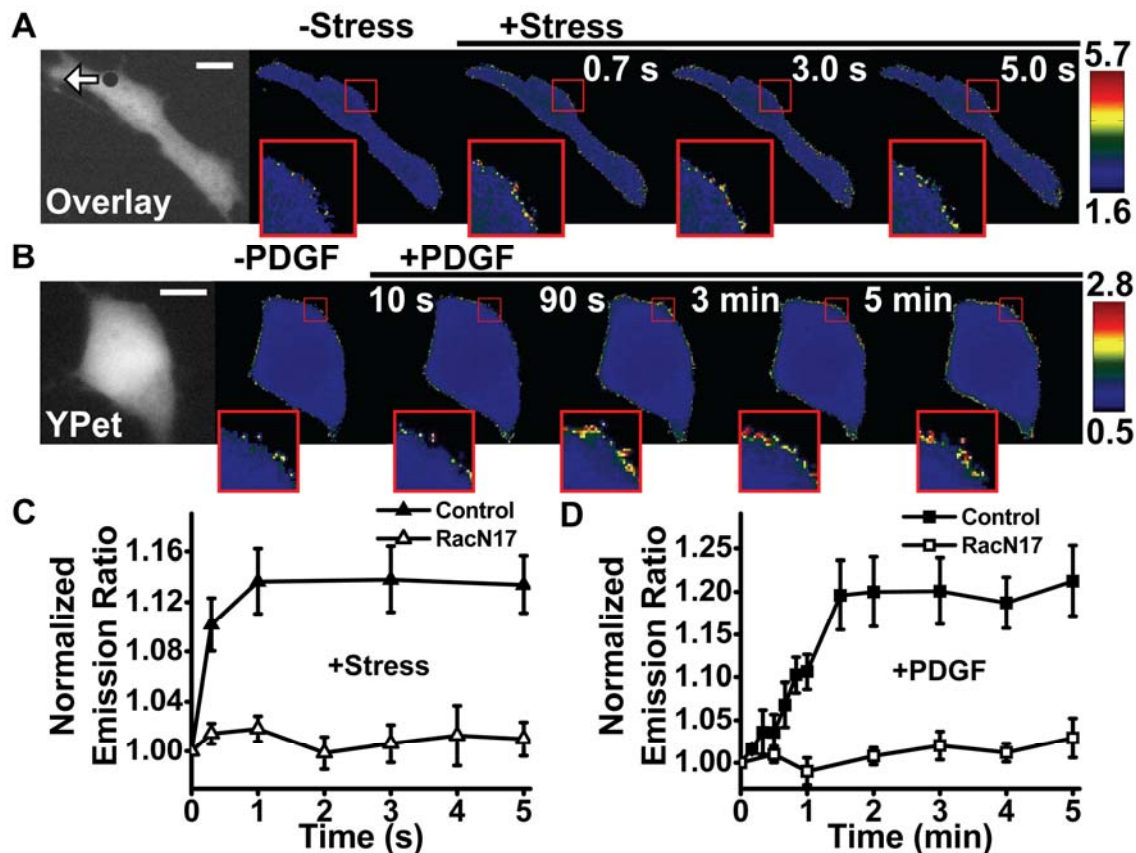 A
-Stress +Stress
0.7 s 3.0 s 5.0 s
Overlay
5.7
1.6
B
-PDGF +PDGF
10 s 90 s 3 min 5 min
YPet
2.8
0.5
C
Control
RacN17
Normalized
Emission Ratio
1.16
1.12
1.08
1.04
1.00
+Stress
0 1 2 3 4 5
Time (s)
D
Control
RacN17
Normalized
Emission Ratio
1.25
1.20
1.15
1.10
1.05
1.00
+PDGF
0 1 2 3 4 5
Time (min)